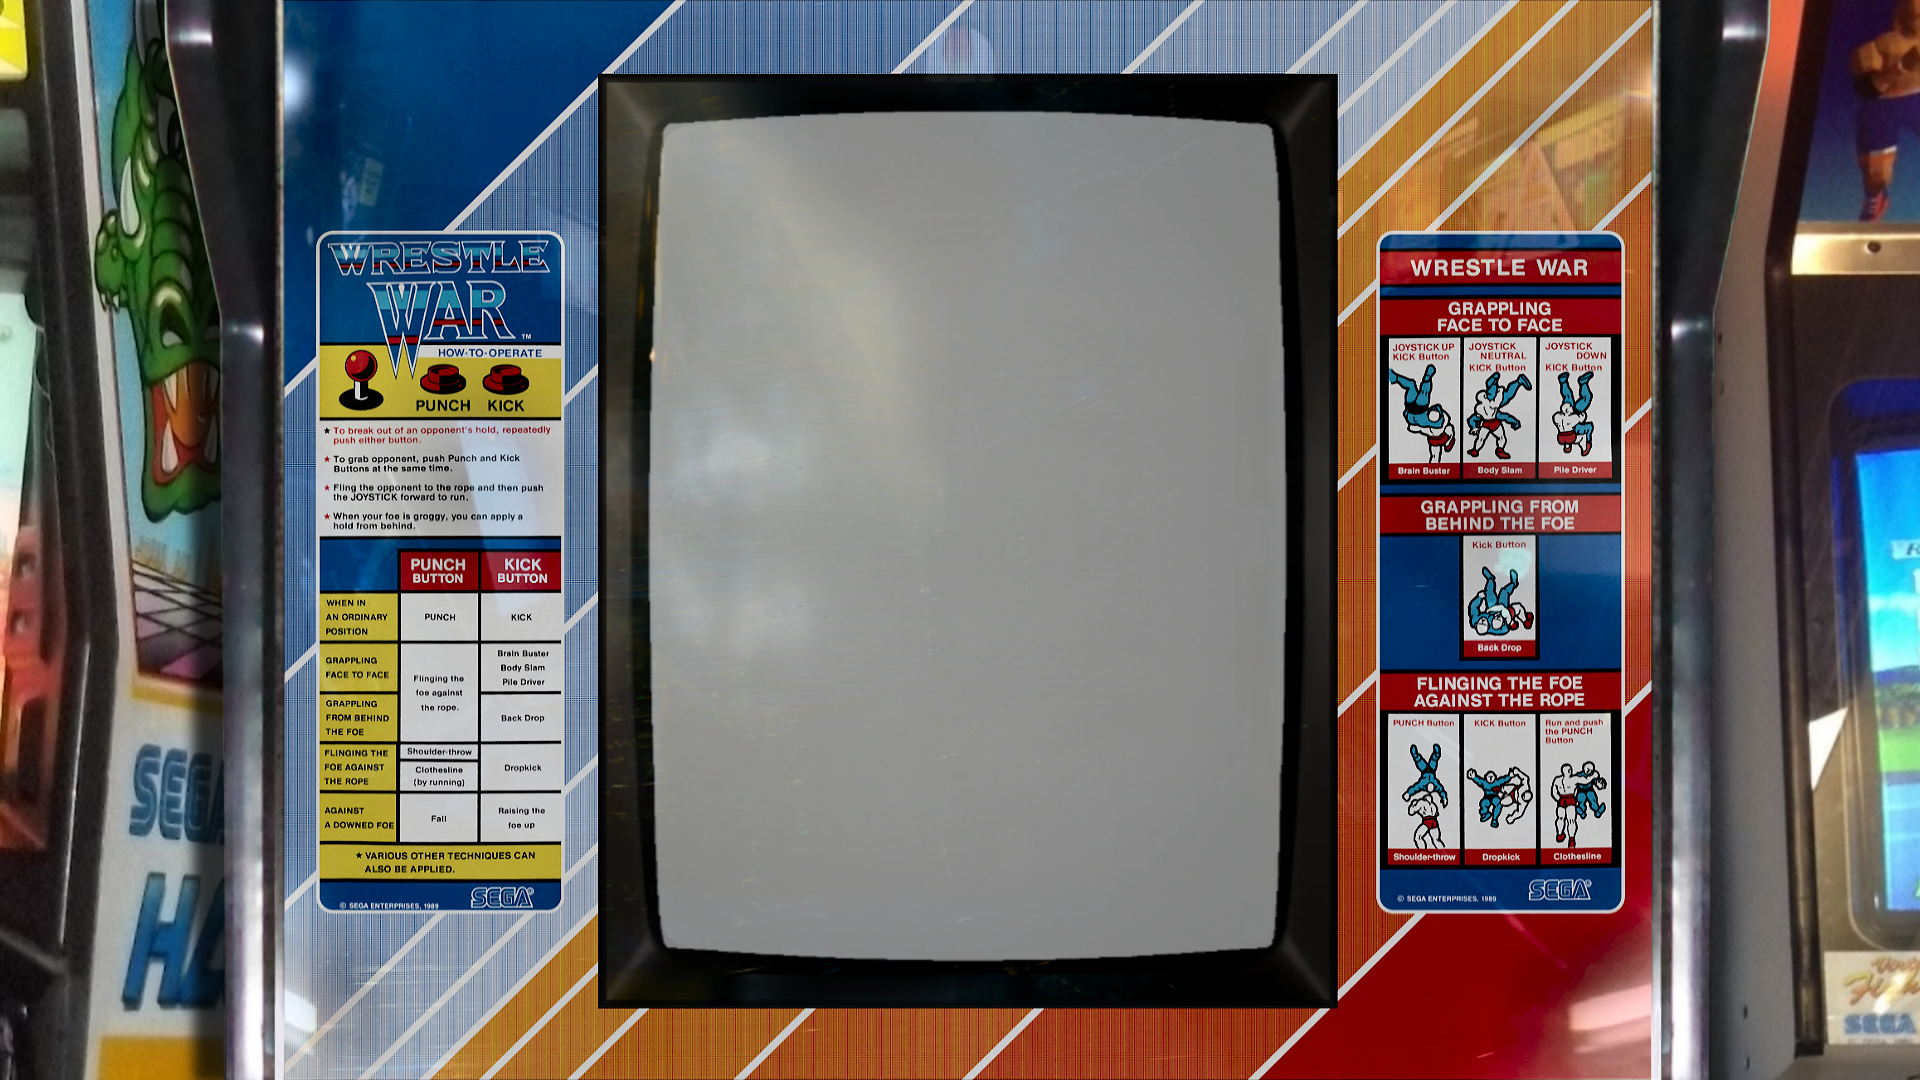 WRESTLE
WAR™
HOW-TO-OPERATE
PUNCH KICK
★ To break out of an opponent's hold, repeatedly
push either button.
★ To grab opponent, push Punch and Kick
Buttons at the same time.
★ Fling the opponent to the rope and then push
the JOYSTICK forward to run.
★ When your foe is groggy, you can apply a
hold from behind.
PUNCH
BUTTON
KICK
BUTTON
WHEN IN
AN ORDINARY
POSITION
PUNCH
KICK
GRAPPLING
FACE TO FACE
Flinging the
foe against
the rope.
Brain Buster
Body Slam
Pile Driver
GRAPPLING
FROM BEHIND
THE FOE
Back Drop
FLINGING THE
FOE AGAINST
THE ROPE
Shoulder-throw
Clothesline
(by running)
Dropkick
AGAINST
A DOWNED FOE
Fall
Raising the
foe up
★ VARIOUS OTHER TECHNIQUES CAN
ALSO BE APPLIED.
© SEGA ENTERPRISES, 1989
SEGA®
WRESTLE WAR
GRAPPLING
FACE TO FACE
JOYSTICK UP
KICK Button
Brain Buster
JOYSTICK
NEUTRAL
KICK Button
Body Slam
JOYSTICK
DOWN
KICK Button
Pile Driver
GRAPPLING FROM
BEHIND THE FOE
Kick Button
Back Drop
FLINGING THE FOE
AGAINST THE ROPE
PUNCH Button
Shoulder-throw
KICK Button
Dropkick
Run and push
the PUNCH
Button
Clothesline
© SEGA ENTERPRISES, 1989
SEGA®
SEGA
SEGA